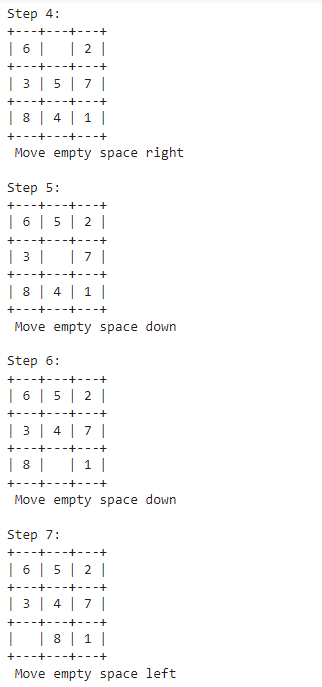 Step 4:
+---+---+---+
| 6 |   | 2 |
+---+---+---+
| 3 | 5 | 7 |
+---+---+---+
| 8 | 4 | 1 |
+---+---+---+
 Move empty space right

Step 5:
+---+---+---+
| 6 | 5 | 2 |
+---+---+---+
| 3 |   | 7 |
+---+---+---+
| 8 | 4 | 1 |
+---+---+---+
 Move empty space down

Step 6:
+---+---+---+
| 6 | 5 | 2 |
+---+---+---+
| 3 | 4 | 7 |
+---+---+---+
| 8 |   | 1 |
+---+---+---+
 Move empty space down

Step 7:
+---+---+---+
| 6 | 5 | 2 |
+---+---+---+
| 3 | 4 | 7 |
+---+---+---+
|   | 8 | 1 |
+---+---+---+
 Move empty space left